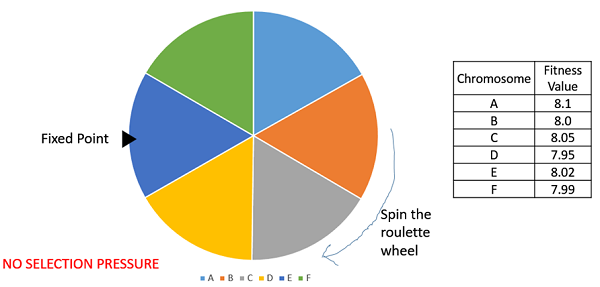 Fixed Point
Spin the
roulette
wheel
NO SELECTION PRESSURE
A B C D E F
Chromosome Fitness Value
A 8.1
B 8.0
C 8.05
D 7.95
E 8.02
F 7.99